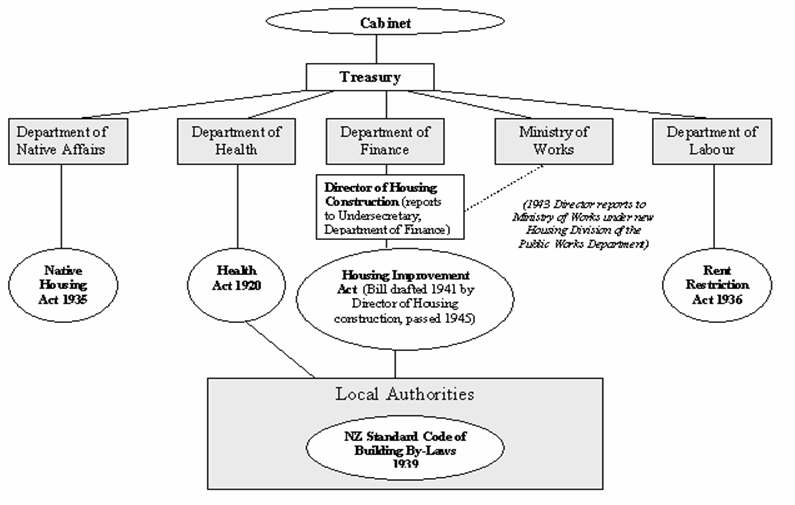 Cabinet
Treasury
Department of
Native Affairs
Department of
Health
Department of
Finance
Ministry of
Works
Department of
Labour
Director of Housing
Construction (reports
to Undersecretary,
Department of Finance)
(1943 Director reports to
Ministry of Works under new
Housing Division of the
Public Works Department)
Native
Housing
Act 1935
Health
Act 1920
Housing Improvement
Act (Bill drafted 1941 by
Director of Housing
construction, passed 1945)
Rent
Restriction
Act 1936
Local Authorities
NZ Standard Code of
Building By-Laws
1939